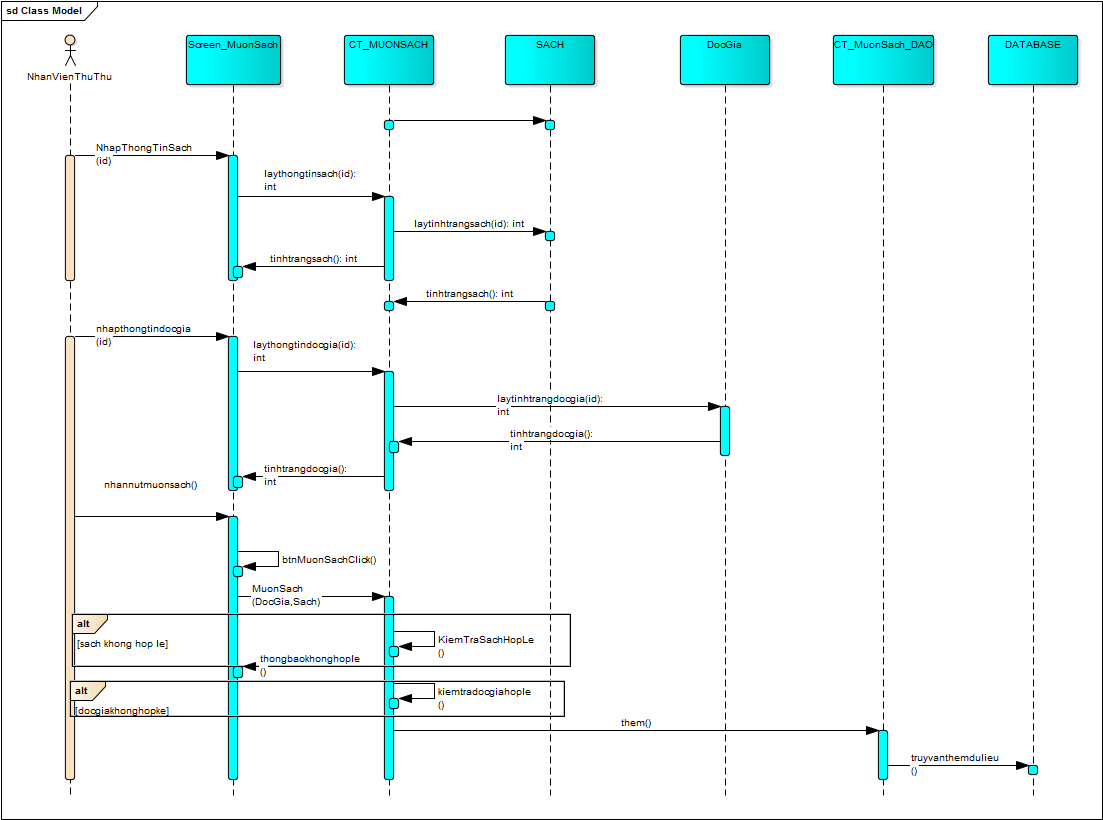 sd Class Model
NhanVienThuThu
Screen_MuonSach
CT_MUONSACH
SACH
DocGia
CT_MuonSach_DAO
DATABASE
NhapThongTinSach
(id)
laythongtinsach(id):
int
laytinhtrangsach(id): int
tinhtrangsach(): int
tinhtrangsach(): int
nhapthongtindocgia
(id)
laythongtindocgia(id):
int
laytinhtrangdocgia(id):
int
tinhtrangdocgia():
int
tinhtrangdocgia():
int
nhannutmuonsach()
btnMuonSachClick()
MuonSach
(DocGia,Sach)
alt
[sach khong hop le]
KiemTraSachHopLe
()
thongbaokhonghople
()
alt
[docgiakhonghopke]
kiemtradocgiahople
()
them()
truyvanthemdulieu
()